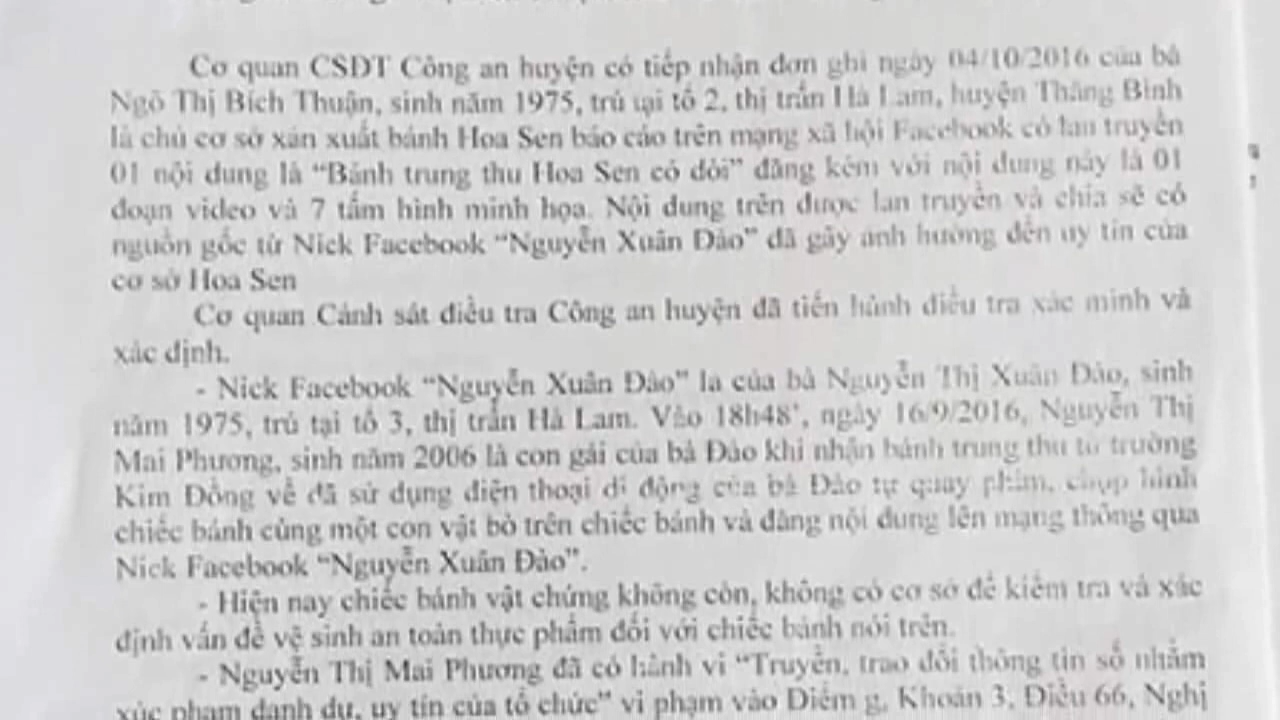 Cơ quan CSĐT Công an huyện có tiếp nhận đơn ghi ngày 04/10/2016 của bà
Ngô Thị Bích Thuận, sinh năm 1975, trú tại tổ 2, thị trấn Hà Lam, huyện Thăng Bình
là chủ cơ sở sản xuất bánh Hoa Sen báo cáo trên mạng xã hội Facebook có lan truyền
01 nội dung là “Bánh trung thu Hoa Sen có dòi” đăng kèm với nội dung này là 01
đoạn video và 7 tấm hình minh họa. Nội dung trên được lan truyền và chia sẽ có
nguồn gốc từ Nick Facebook “Nguyễn Xuân Đào” đã gây ảnh hưởng đến uy tín của
cơ sở Hoa Sen
Cơ quan Cảnh sát điều tra Công an huyện đã tiến hành điều tra xác minh và
xác định.
- Nick Facebook “Nguyễn Xuân Đào” là của bà Nguyễn Thị Xuân Đào, sinh
năm 1975, trú tại tổ 3, thị trấn Hà Lam. Vào 18h48’, ngày 16/9/2016, Nguyễn Thị
Mai Phương, sinh năm 2006 là con gái của bà Đào khi nhận bánh trung thu từ trường
Kim Đồng về đã sử dụng điện thoại di động của bà Đào tự quay phim, chụp hình
chiếc bánh cùng một con vật bò trên chiếc bánh và đăng nội dung lên mạng thông qua
Nick Facebook “Nguyễn Xuân Đào”.
- Hiện nay chiếc bánh vật chứng không còn, không có cơ sở để kiểm tra và xác
định vấn đề vệ sinh an toàn thực phẩm đối với chiếc bánh nói trên.
- Nguyễn Thị Mai Phương đã có hành vi “Truyền, trao đổi thông tin số nhằm
xúc phạm danh dự, uy tín của tổ chức” vi phạm vào Điểm g, Khoản 3, Điều 66, Nghị